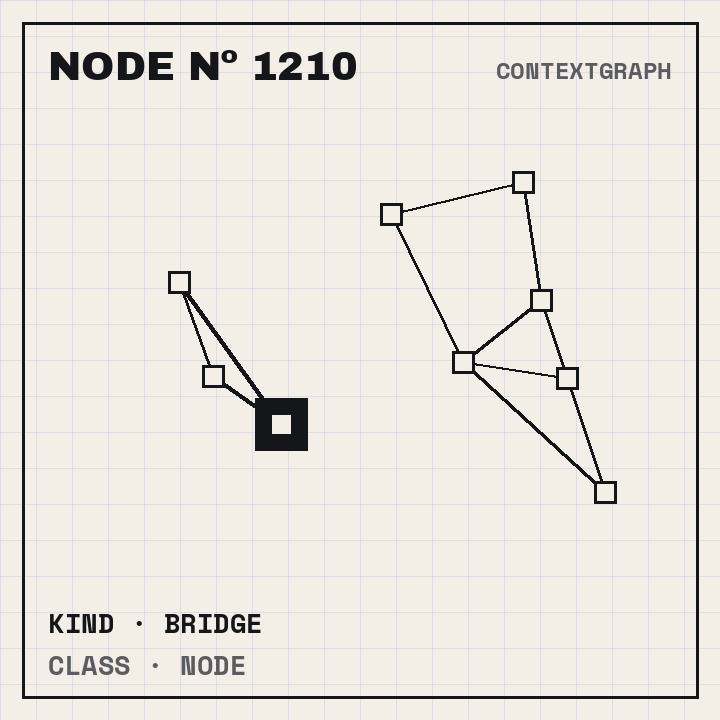 NODE Nº 1210
CONTEXTGRAPH
KIND · BRIDGE
CLASS · NODE